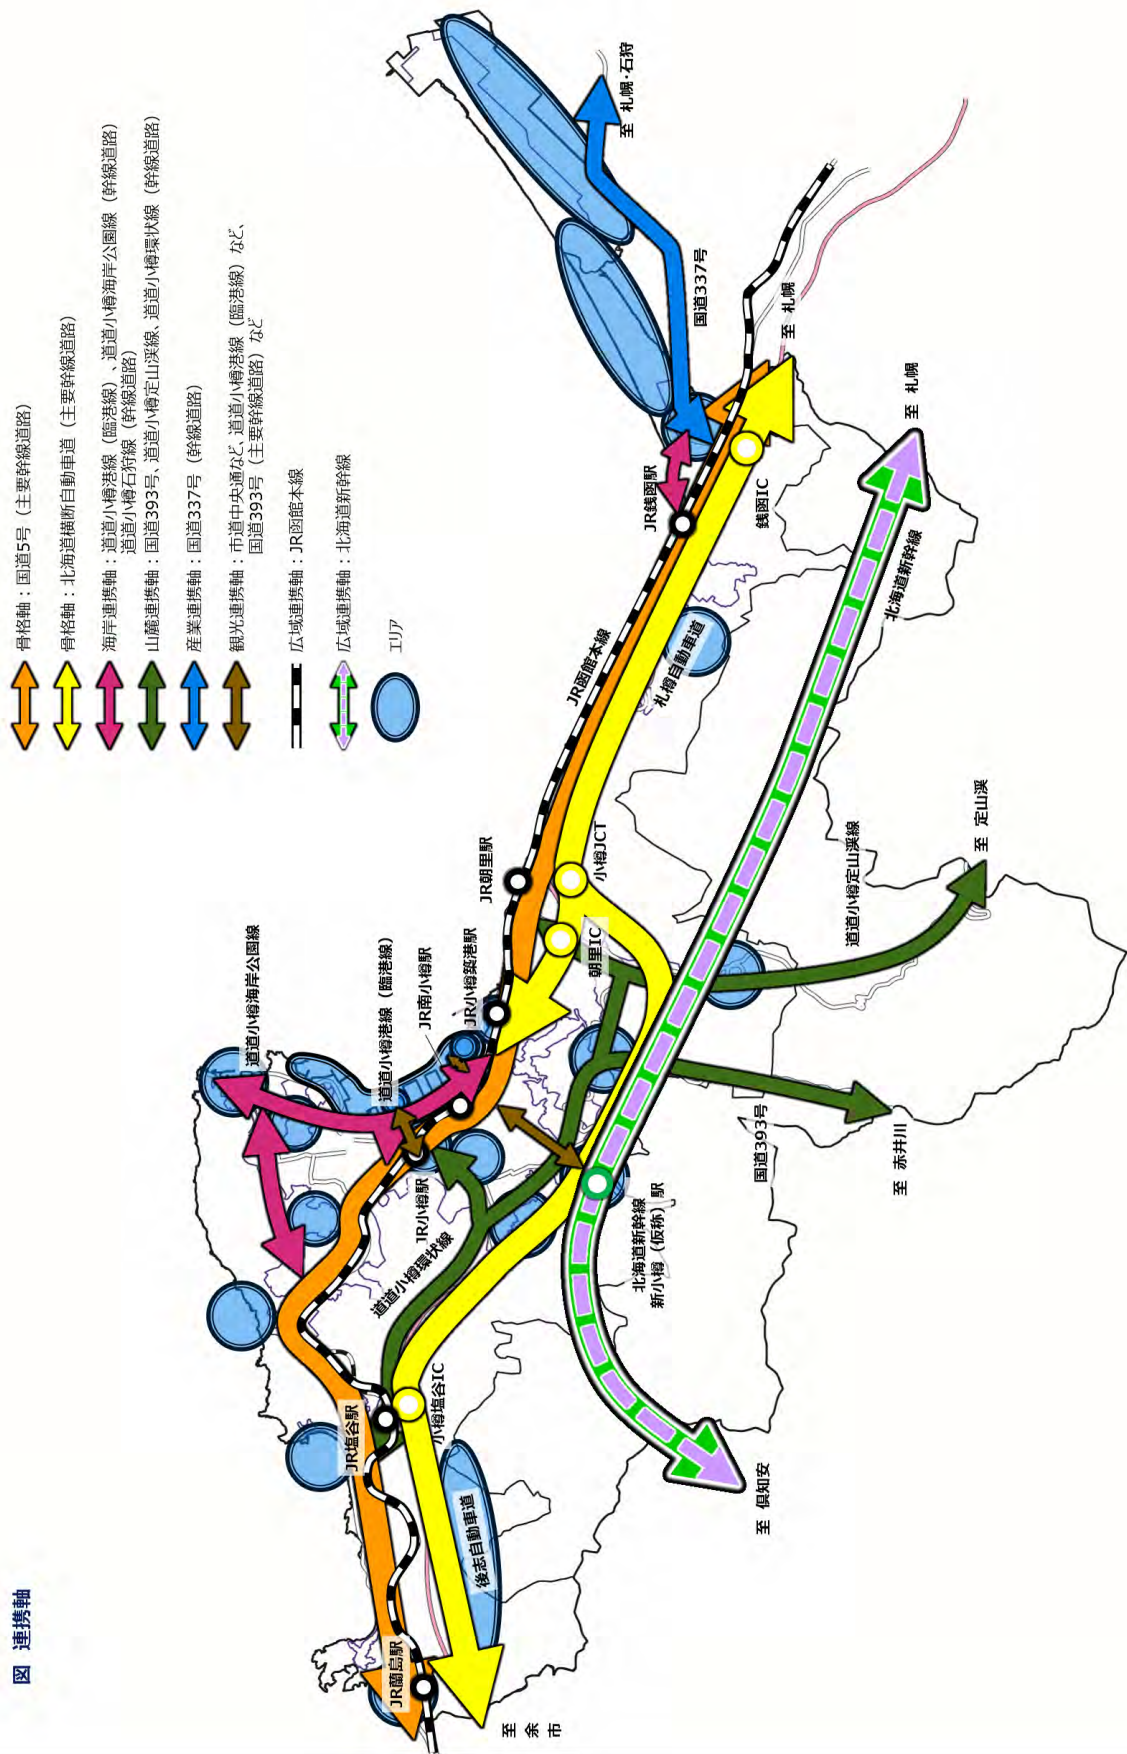 図 連携軸
骨格軸：国道5号（主要幹線道路）
骨格軸：北海道横断自動車道（主要幹線道路）
海岸連携軸：道道小樽港線（臨港線）、道道小樽海岸公園線（幹線道路）
道道小樽石狩線（幹線道路）
山麓連携軸：国道393号、道道小樽定山渓線、道道小樽環状線（幹線道路）
産業連携軸：国道337号（幹線道路）
観光連携軸：市道中央通など、道道小樽港線（臨港線）など、
国道393号（主要幹線道路）など
広域連携軸：JR函館本線
広域連携軸：北海道新幹線
エリア
至 札幌・石狩
国道337号
至 札幌
JR銭函駅
銭函IC
至 札幌
北海道新幹線
JR函館本線
札樽自動車道
JR朝里駅
小樽JCT
道道小樽定山渓線
至 定山渓
道道小樽海岸公園線
道道小樽港線（臨港線）
JR南小樽駅
JR小樽築港駅
朝里IC
国道393号
至 赤井川
JR小樽駅
道道小樽環状線
北海道新幹線
新小樽（仮称）駅
JR塩谷駅
小樽塩谷IC
至 倶知安
後志自動車道
JR蘭島駅
至 余市